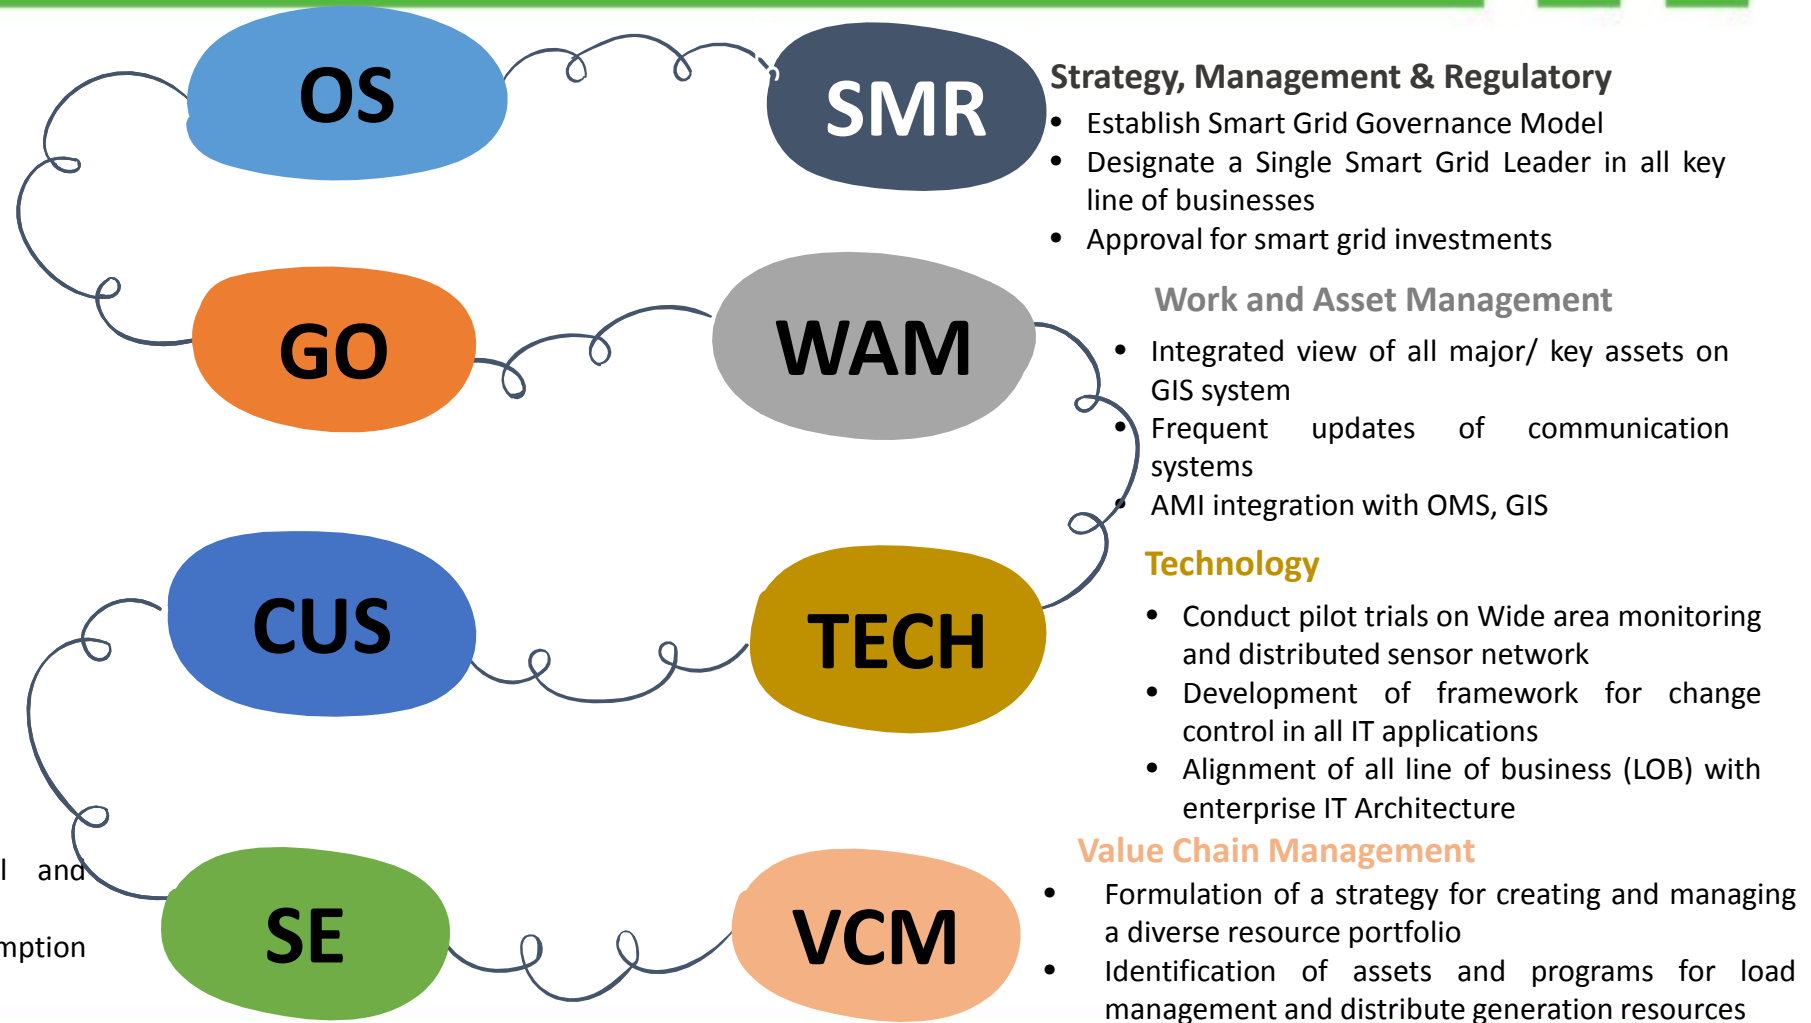 OS
SMR
Strategy, Management & Regulatory
• Establish Smart Grid Governance Model
• Designate a Single Smart Grid Leader in all key
line of businesses
• Approval for smart grid investments
GO
WAM
Work and Asset Management
• Integrated view of all major/ key assets on
GIS system
• Frequent updates of communication
systems
• AMI integration with OMS, GIS
CUS
TECH
Technology
• Conduct pilot trials on Wide area monitoring
and distributed sensor network
• Development of framework for change
control in all IT applications
• Alignment of all line of business (LOB) with
enterprise IT Architecture
and
SE
VCM
Value Chain Management
• Formulation of a strategy for creating and managing
a diverse resource portfolio
• Identification of assets and programs for load
management and distribute generation resources